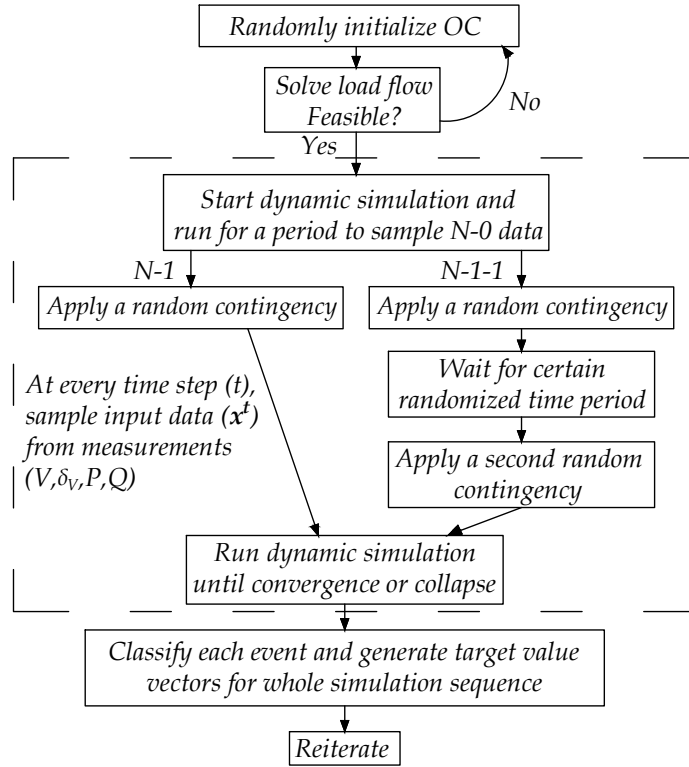 Randomly initialize OC
Solve load flow
Feasible?
No
Yes
Start dynamic simulation and
run for a period to sample N-0 data
N-1
N-1-1
Apply a random contingency
Apply a random contingency
Wait for certain
randomized time period
At every time step (t),
sample input data (xᵗ)
from measurements
(V,δᵥ,P,Q)
Apply a second random
contingency
Run dynamic simulation
until convergence or collapse
Classify each event and generate target value
vectors for whole simulation sequence
Reiterate